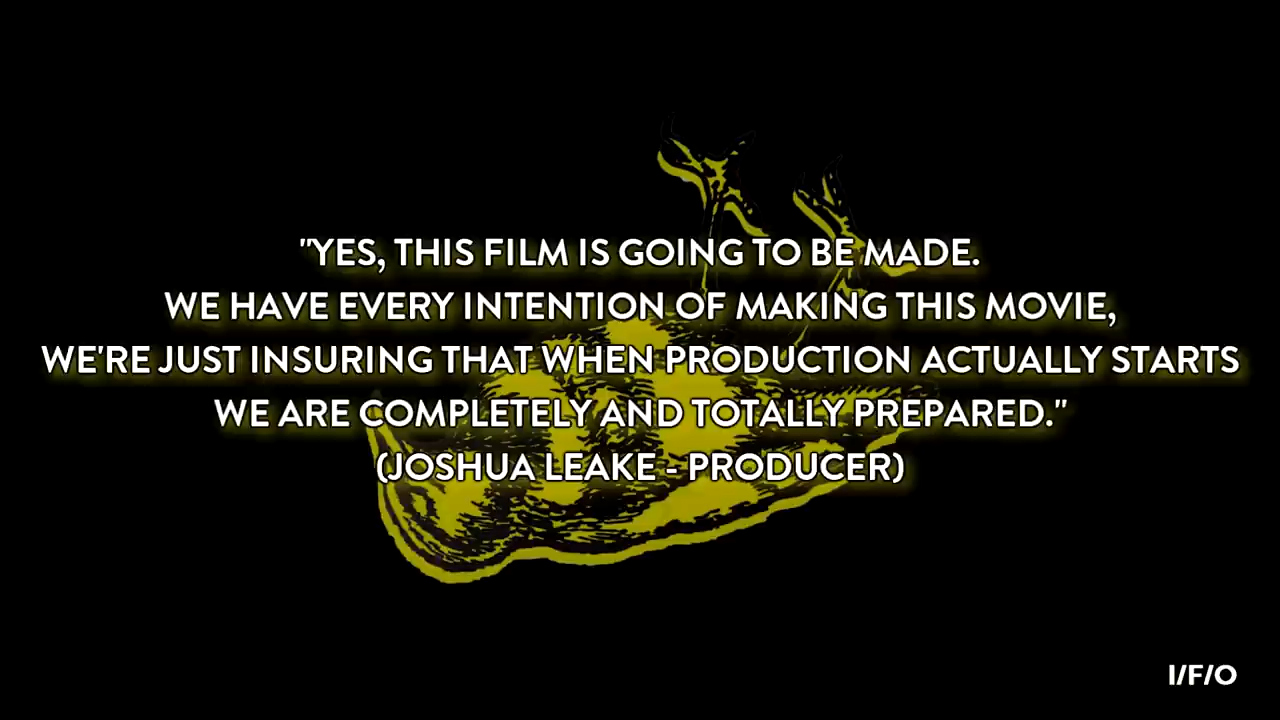 "YES, THIS FILM IS GOING TO BE MADE.
WE HAVE EVERY INTENTION OF MAKING THIS MOVIE,
WE'RE JUST INSURING THAT WHEN PRODUCTION ACTUALLY STARTS
WE ARE COMPLETELY AND TOTALLY PREPARED."
(JOSHUA LEAKE - PRODUCER)
I/F/O